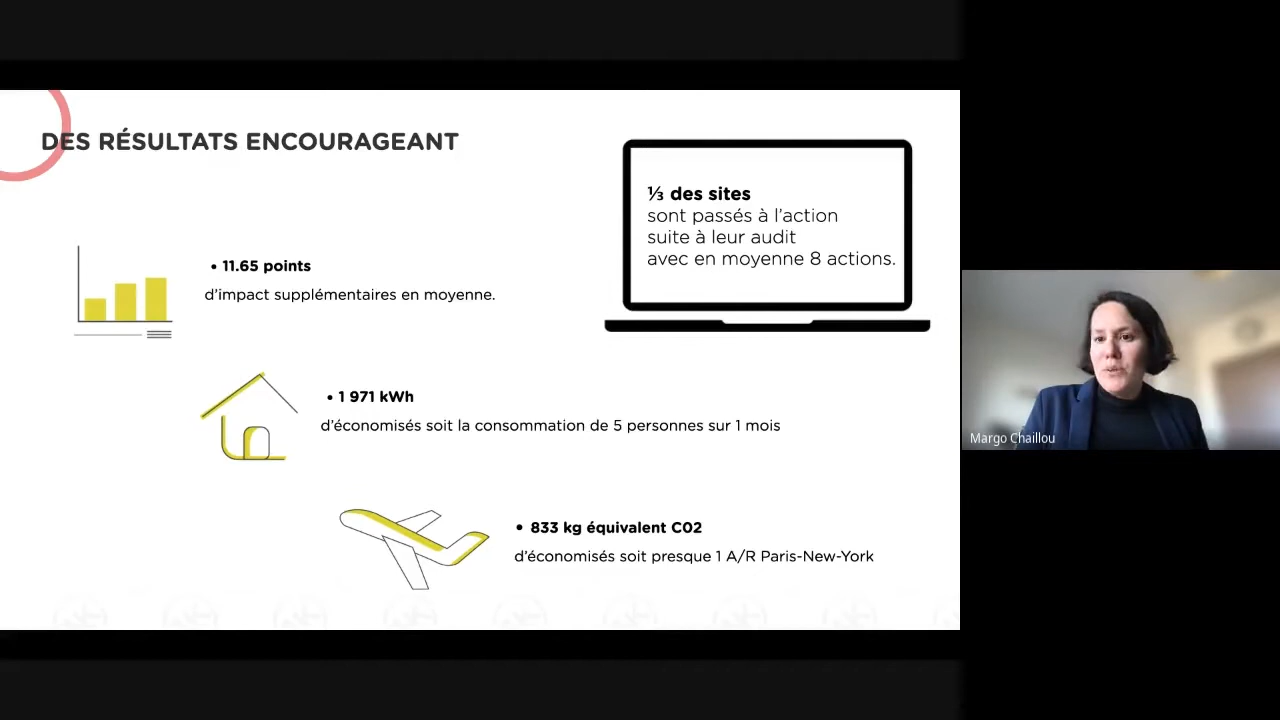 DES RÉSULTATS ENCOURAGEANT
⅓ des sites
sont passés à l'action
suite à leur audit
avec en moyenne 8 actions.
• 11.65 points
d'impact supplémentaires en moyenne.
• 1 971 kWh
d'économisés soit la consommation de 5 personnes sur 1 mois
• 833 kg équivalent C02
d'économisés soit presque 1 A/R Paris-New-York
Margo Chaillou